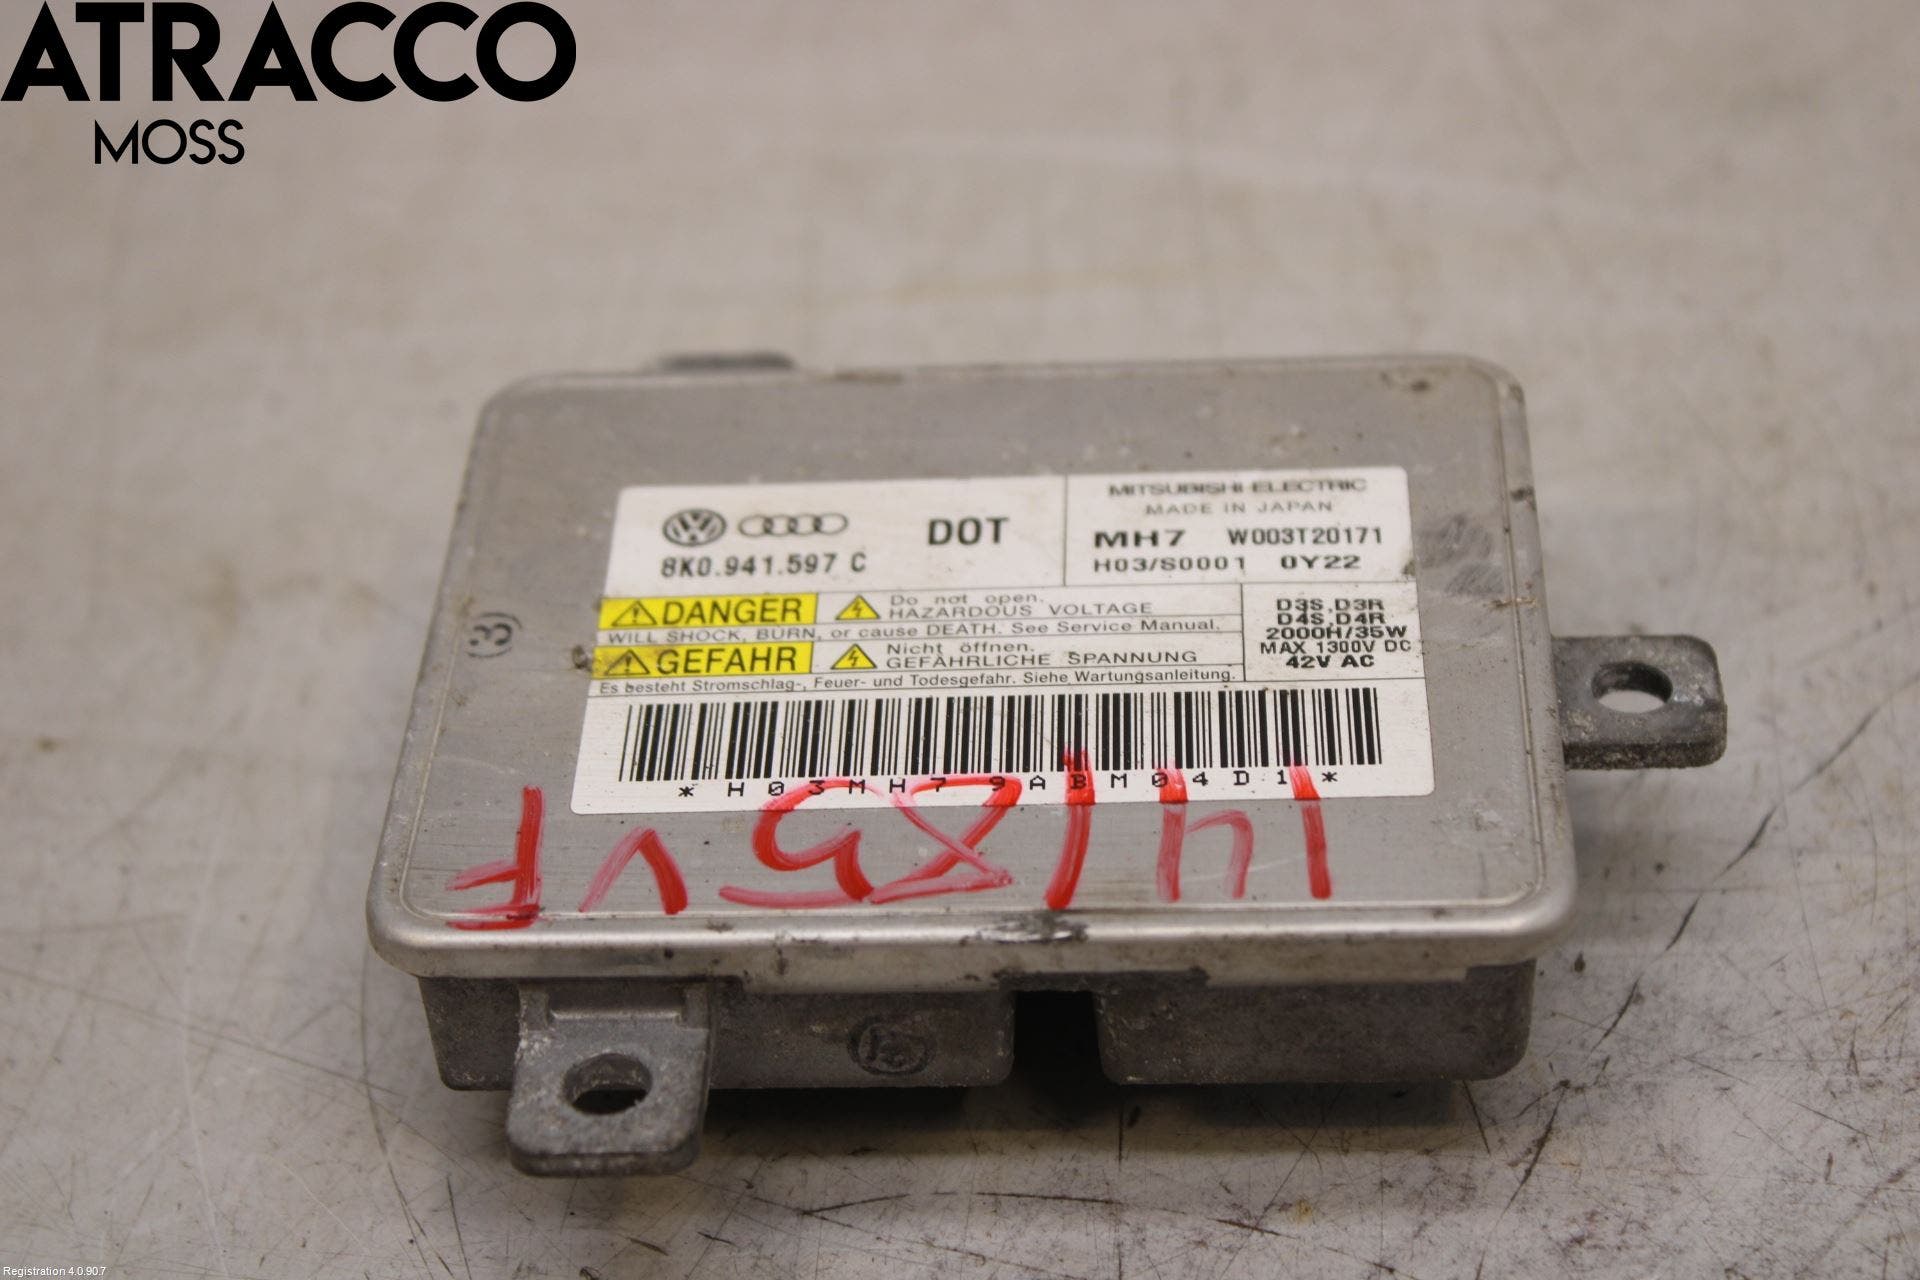 ATRACCO
MOSS
8K0.941.597 C
DOT
MITSUBISHI ELECTRIC
MADE IN JAPAN
MH7 W003T20171
H03/S0001 0Y22
DANGER
Do not open.
HAZARDOUS VOLTAGE
WILL SHOCK, BURN, or cause DEATH. See Service Manual.
GEFAHR
Nicht öffnen.
GEFÄHRLICHE SPANNUNG
Es besteht Stromschlag-, Feuer- und Todesgefahr. Siehe Wartungsanleitung.
D3S,D3R
D4S,D4R
2000H/35W
MAX 1300V DC
42V AC
*H03MH79ABM04D1*
(3)
Registration 4.0.90.7